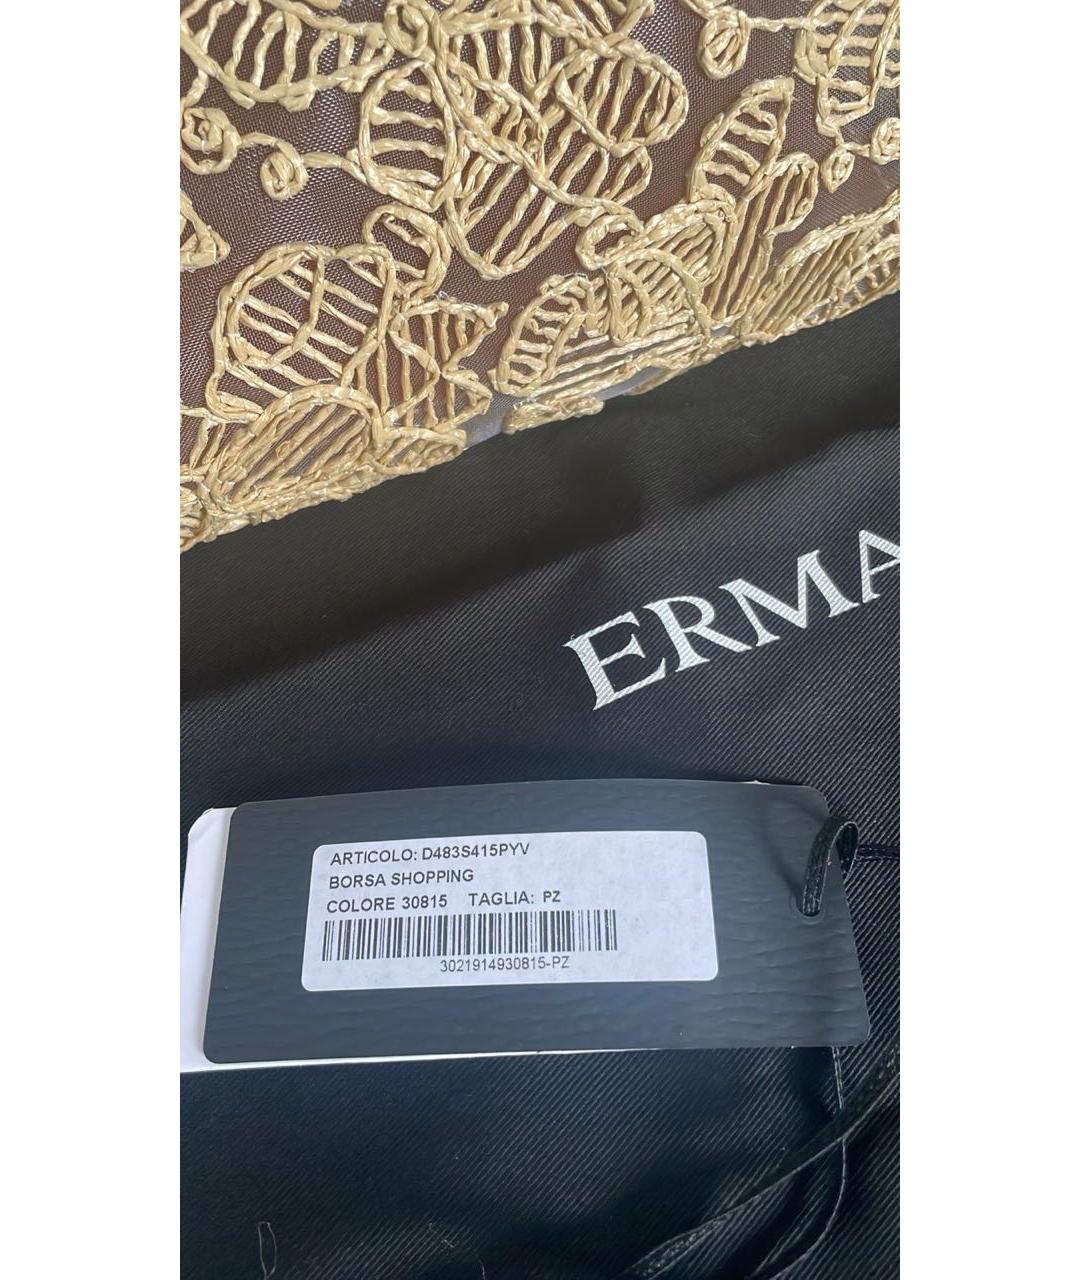 ERMA
ARTICOLO: D483S415PYV
BORSA SHOPPING
COLORE 30815 TAGLIA: PZ
3021914930815-PZ